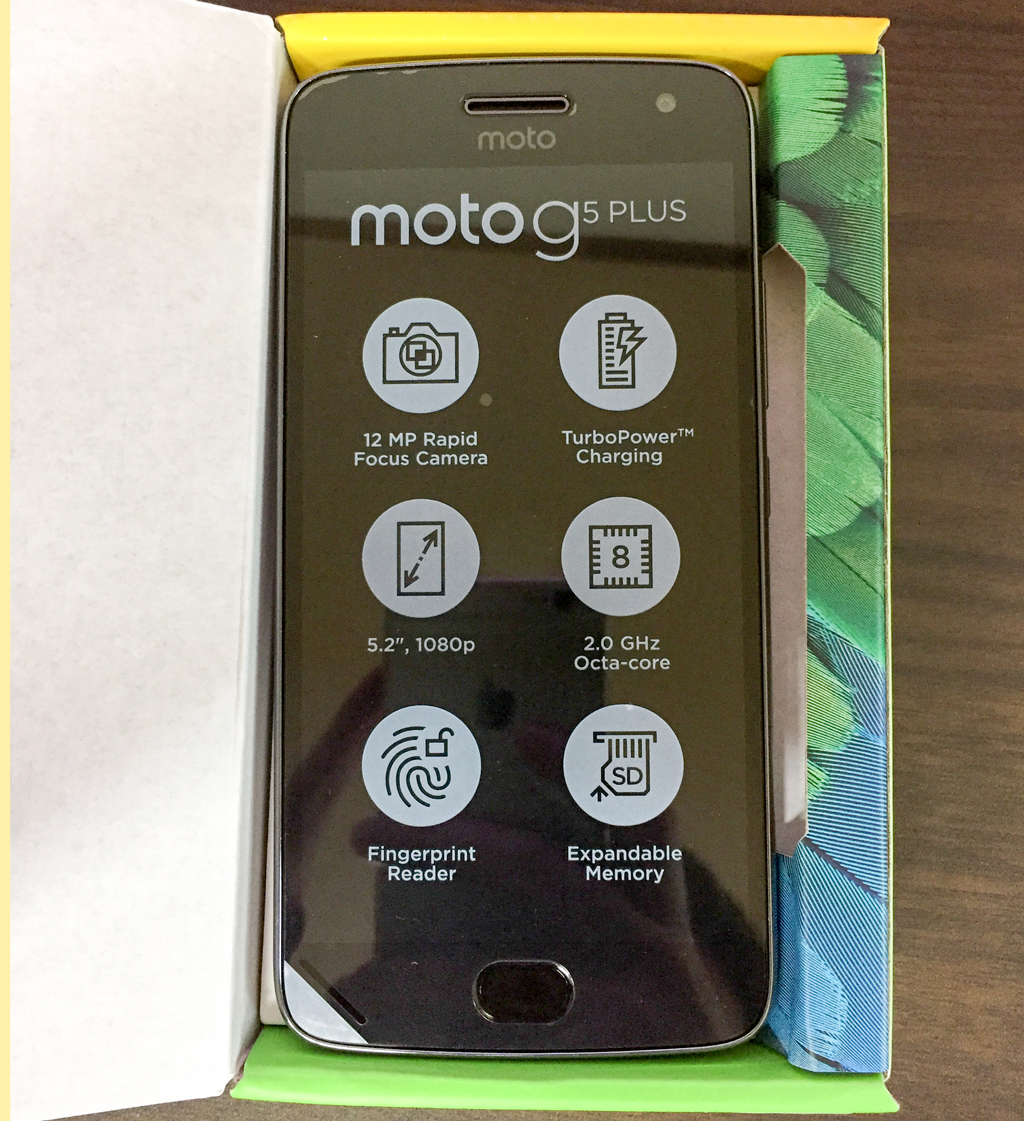 moto
moto g5 PLUS
12 MP Rapid
Focus Camera
TurboPower™
Charging
5.2", 1080p
8
2.0 GHz
Octa-core
SD
Fingerprint
Reader
Expandable
Memory